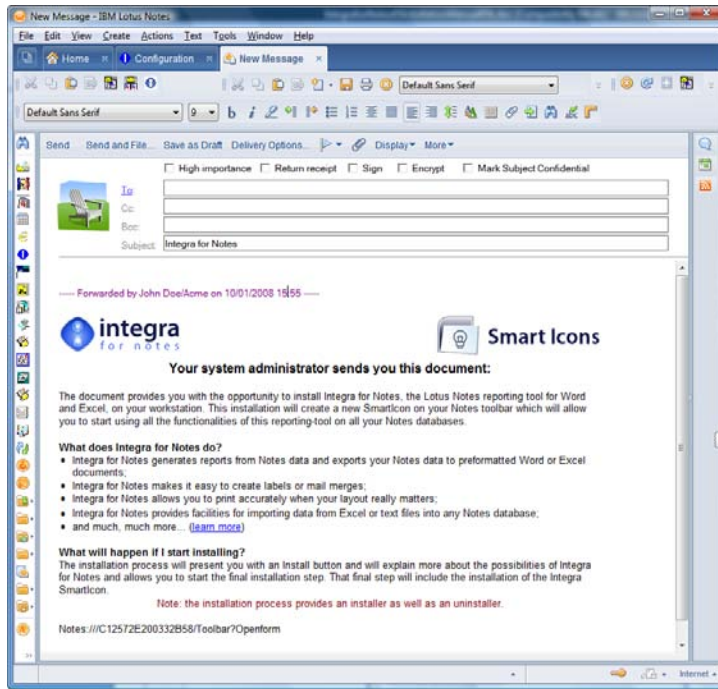 New Message - IBM Lotus Notes
File Edit View Create Actions Text Tools Window Help
Home Configuration New Message
Default Sans Serif
Default Sans Serif 9 b i
Send Send and File... Save as Draft Delivery Options... Display More
High importance Return receipt Sign Encrypt Mark Subject Confidential
To:
Cc:
Bcc:
Subject: Integra for Notes
----- Forwarded by John Doe/Acme on 10/01/2008 15:55 -----
integra
for notes
Smart Icons
Your system administrator sends you this document:
The document provides you with the opportunity to install Integra for Notes, the Lotus Notes reporting tool for Word
and Excel, on your workstation. This installation will create a new SmartIcon on your Notes toolbar which will allow
you to start using all the functionalities of this reporting-tool on all your Notes databases.
What does Integra for Notes do?
• Integra for Notes generates reports from Notes data and exports your Notes data to preformatted Word or Excel
documents;
• Integra for Notes makes it easy to create labels or mail merges;
• Integra for Notes allows you to print accurately when your layout really matters;
• Integra for Notes provides facilities for importing data from Excel or text files into any Notes database;
• and much, much more... (learn more)
What will happen if I start installing?
The installation process will present you with an Install button and will explain more about the possibilities of Integra
for Notes and allows you to start the final installation step. That final step will include the installation of the Integra
SmartIcon.
Note: the installation process provides an installer as well as an uninstaller.
Notes:///C12572E200332B58/Toolbar?Openform
Internet